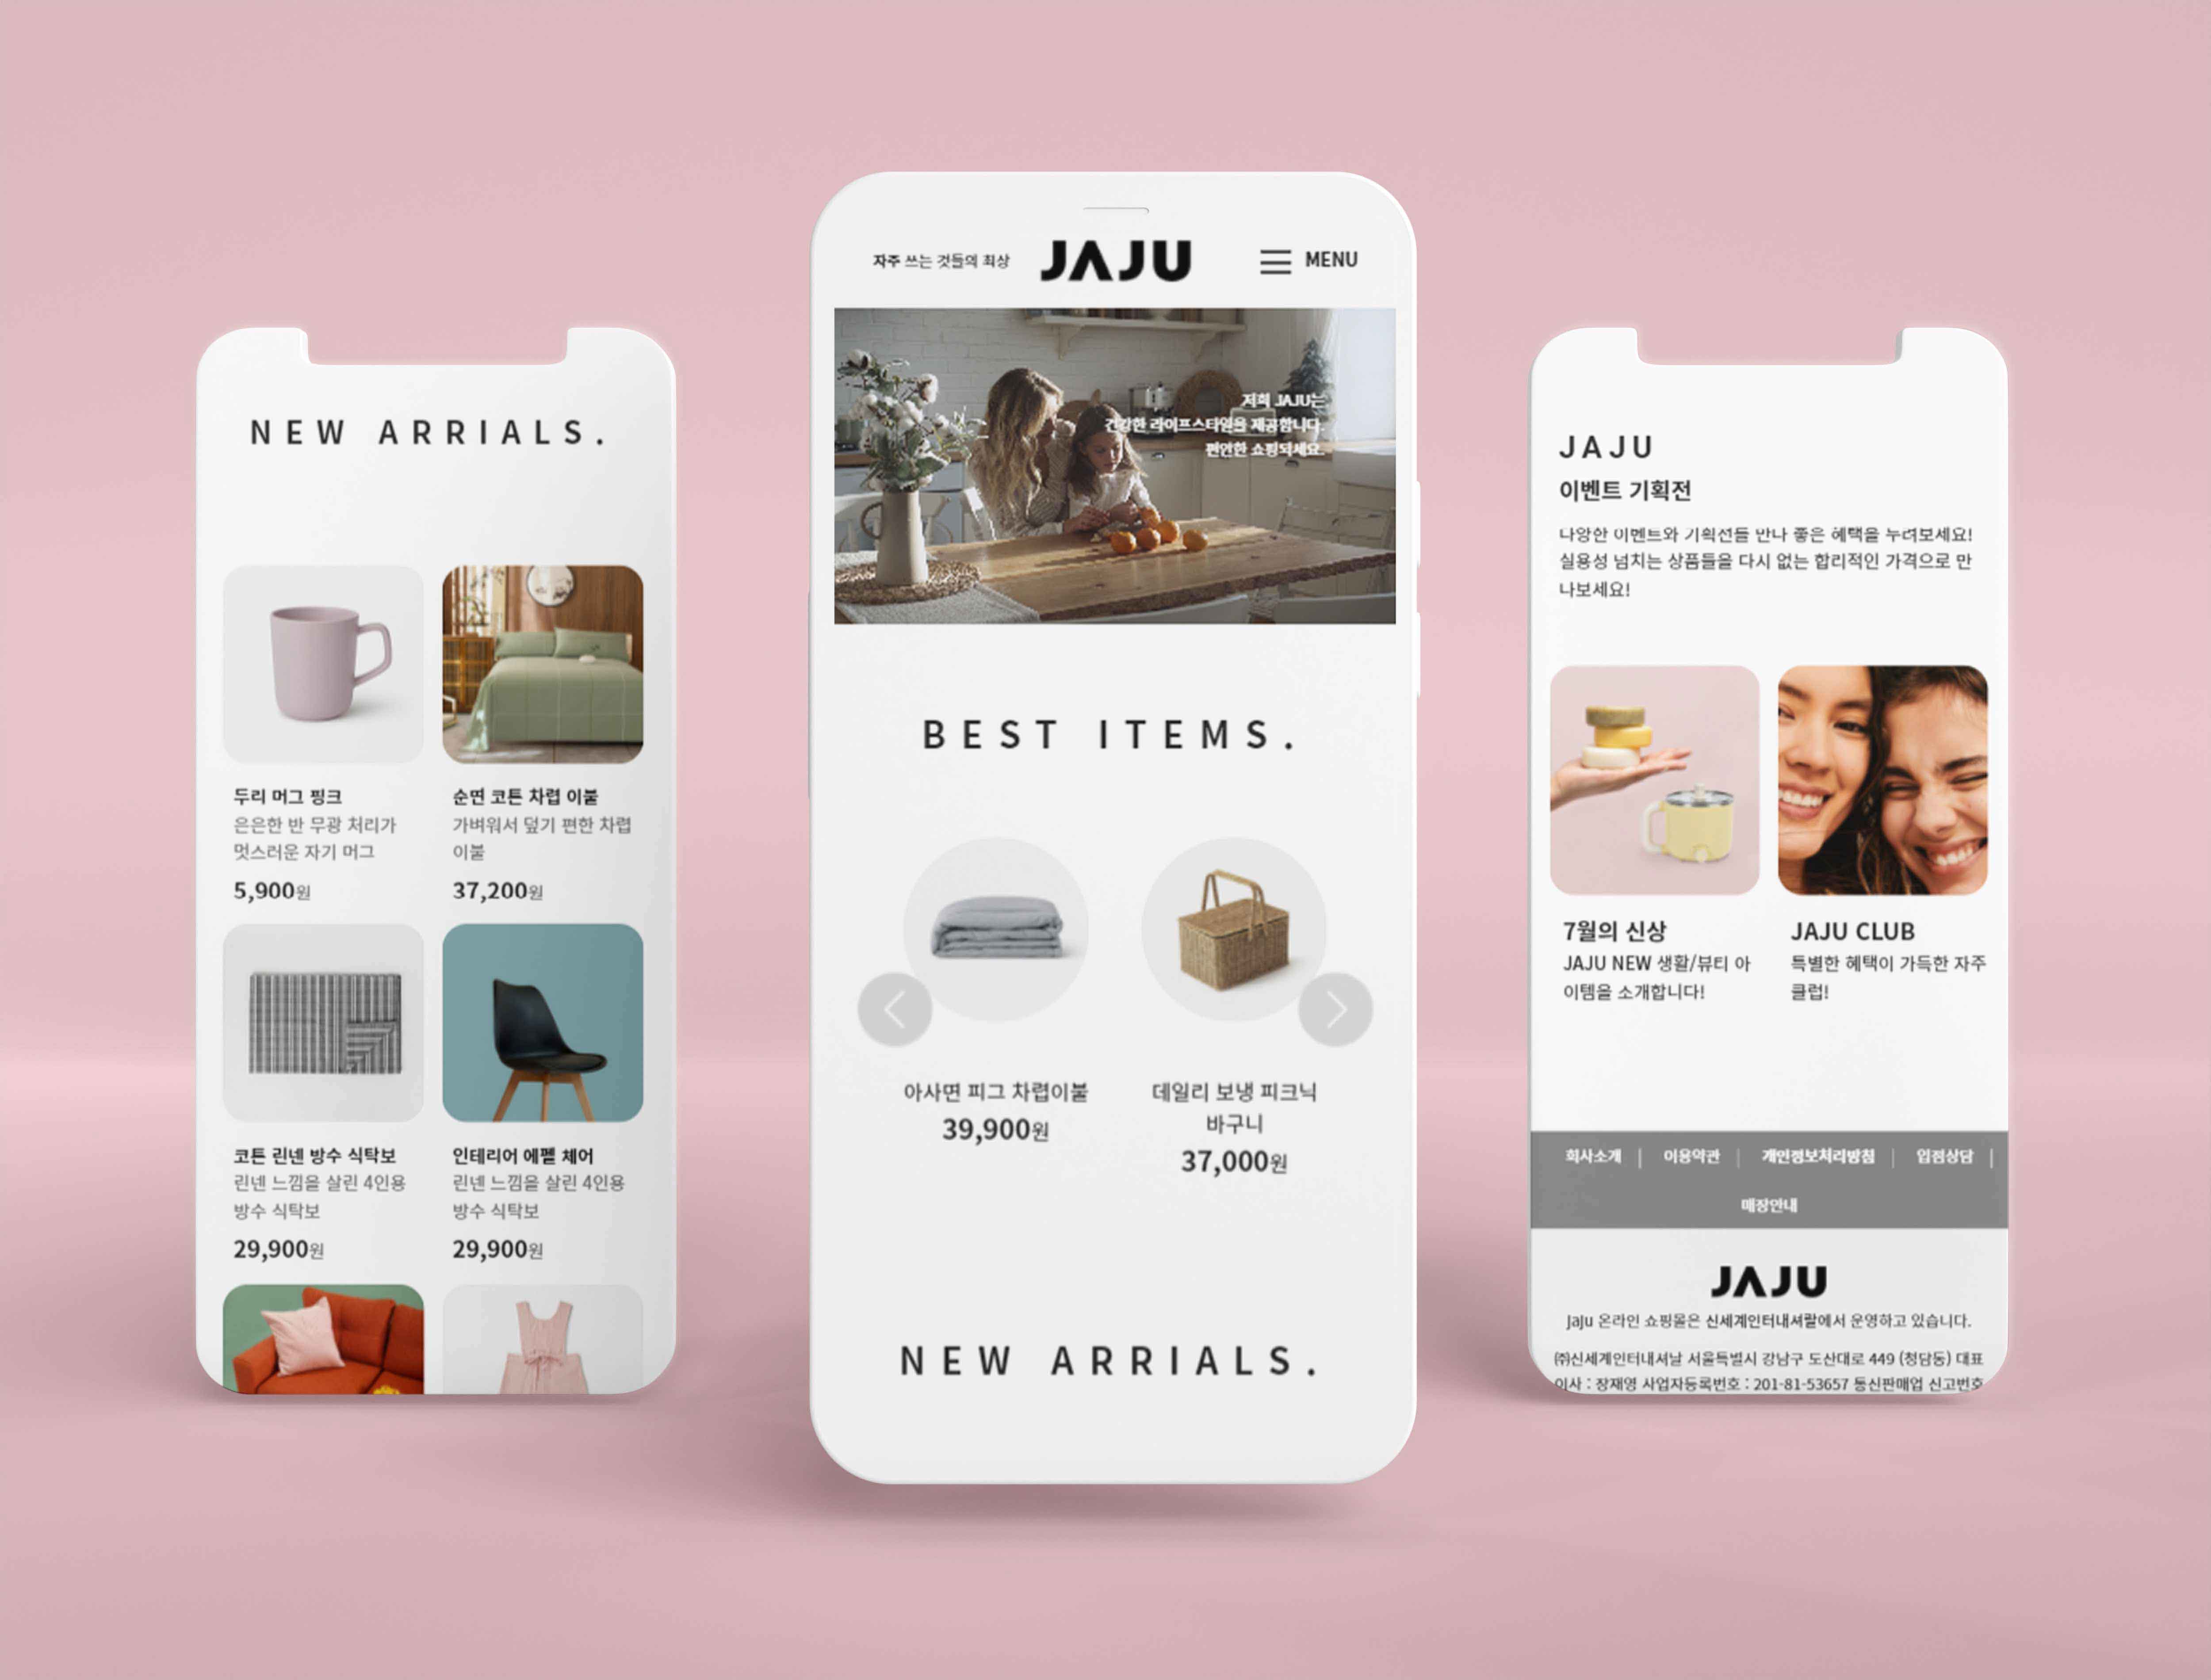 NEW ARRIALS.
두리 머그 핑크
은은한 반 무광 처리가
멋스러운 자기 머그
5,900원
순면 코튼 차렵 이불
가벼워서 덮기 편한 차렵
이불
37,200원
코튼 린넨 방수 식탁보
린넨 느낌을 살린 4인용
방수 식탁보
29,900원
인테리어 에펠 체어
린넨 느낌을 살린 4인용
방수 식탁보
29,900원
자주 쓰는 것들의 최상
JAJU
MENU
저희 JAJU는
건강한 라이프스타일을 제공합니다.
편안한 쇼핑되세요.
BEST ITEMS.
아사면 피그 차렵이불
39,900원
데일리 보냉 피크닉
바구니
37,000원
NEW ARRIALS.
JAJU
이벤트 기획전
다양한 이벤트와 기획전들 만나 좋은 혜택을 누려보세요!
실용성 넘치는 상품들을 다시 없는 합리적인 가격으로 만
나보세요!
7월의 신상
JAJU NEW 생활/뷰티 아
이템을 소개합니다!
JAJU CLUB
특별한 혜택이 가득한 자주
클럽!
회사소개 | 이용약관 | 개인정보처리방침 | 입점상담 |
매장안내
JAJU
JaJu 온라인 쇼핑몰은 신세계인터내셔랄에서 운영하고 있습니다.
㈜신세계인터내셔날 서울특별시 강남구 도산대로 449 (청담동) 대표
이사 : 장재영 사업자등록번호 : 201-81-53657 통신판매업 신고번호